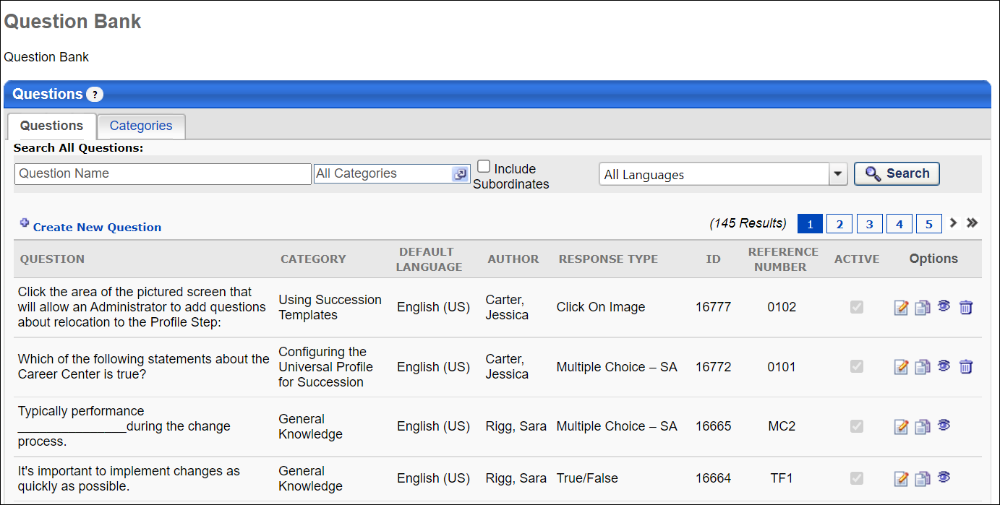 Question Bank
Question Bank
Questions ?
Questions Categories
Search All Questions:
Question Name All Categories Include Subordinates All Languages Search
Create New Question (145 Results) 1 2 3 4 5
QUESTION CATEGORY DEFAULT LANGUAGE AUTHOR RESPONSE TYPE ID REFERENCE NUMBER ACTIVE Options
Click the area of the pictured screen that
will allow an Administrator to add questions
about relocation to the Profile Step:
Using Succession
Templates
English (US)
Carter,
Jessica
Click On Image
16777
0102
Which of the following statements about the
Career Center is true?
Configuring the
Universal Profile
for Succession
English (US)
Carter,
Jessica
Multiple Choice – SA
16772
0101
Typically performance
_______________during the change
process.
General
Knowledge
English (US)
Rigg, Sara
Multiple Choice – SA
16665
MC2
It's important to implement changes as
quickly as possible.
General
Knowledge
English (US)
Rigg, Sara
True/False
16664
TF1